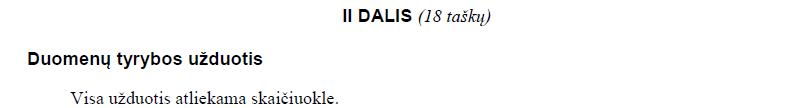 II DALIS (18 taškų)
Duomenų tyrybos užduotis
Visa užduotis atliekama skaičiuokle.